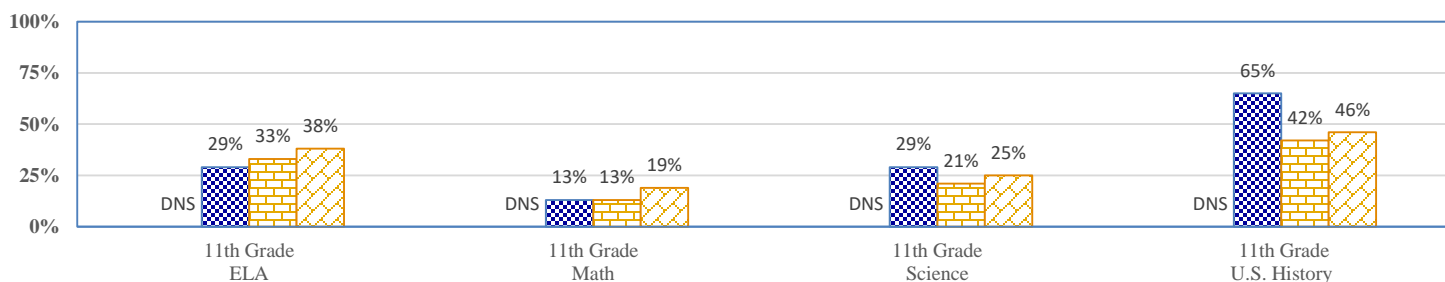 100%
75%
50%
25%
0%
DNS 29% 33% 38%
DNS 13% 13% 19%
DNS 29% 21% 25%
DNS 65% 42% 46%
11th Grade
ELA
11th Grade
Math
11th Grade
Science
11th Grade
U.S. History